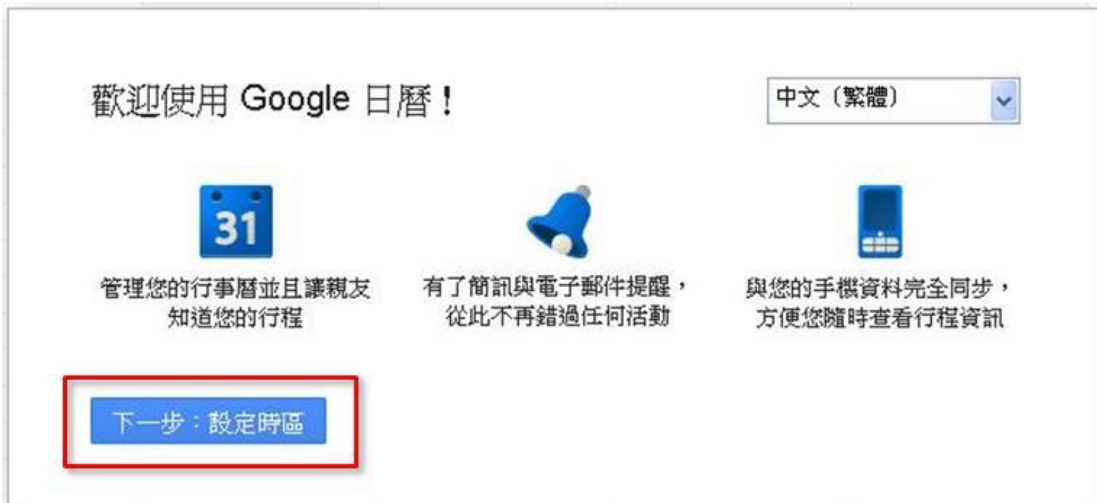 歡迎使用 Google 日曆！
中文（繁體）
31
管理您的行事曆並且讓親友
知道您的行程
有了簡訊與電子郵件提醒，
從此不再錯過任何活動
與您的手機資料完全同步，
方便您隨時查看行程資訊
下一步：設定時區